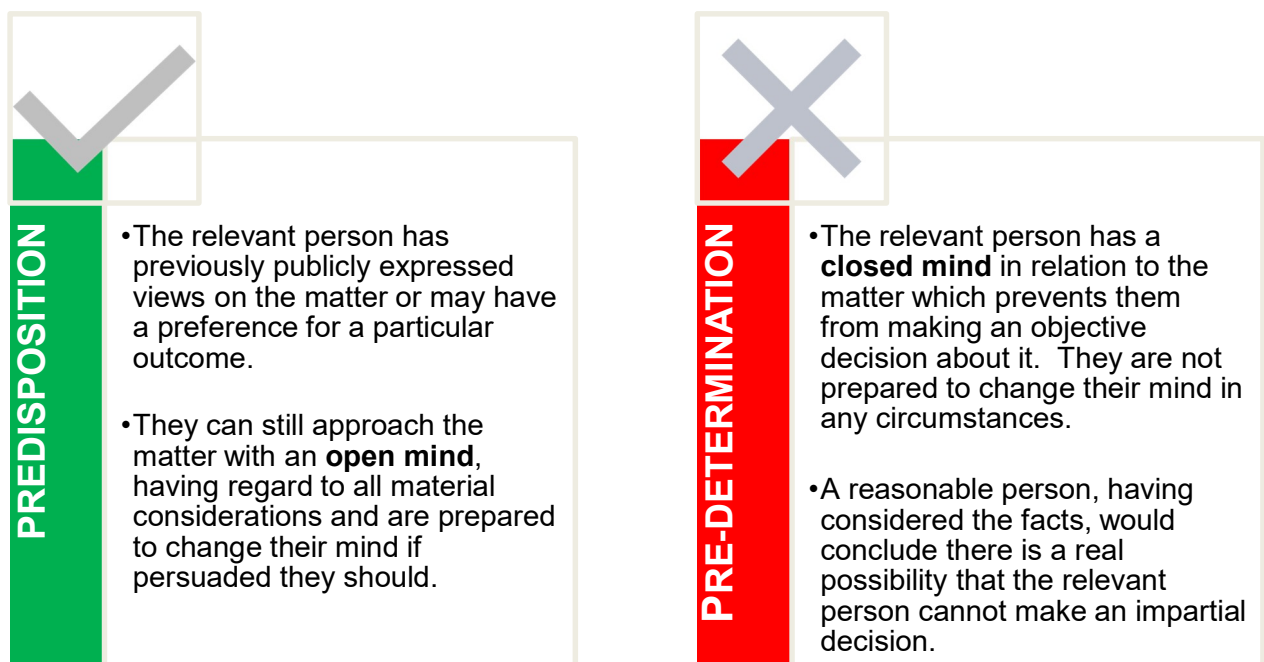 PREDISPOSITION
•The relevant person has
previously publicly expressed
views on the matter or may have
a preference for a particular
outcome.
•They can still approach the
matter with an open mind,
having regard to all material
considerations and are prepared
to change their mind if
persuaded they should.
PRE-DETERMINATION
•The relevant person has a
closed mind in relation to the
matter which prevents them
from making an objective
decision about it.  They are not
prepared to change their mind in
any circumstances.
•A reasonable person, having
considered the facts, would
conclude there is a real
possibility that the relevant
person cannot make an impartial
decision.